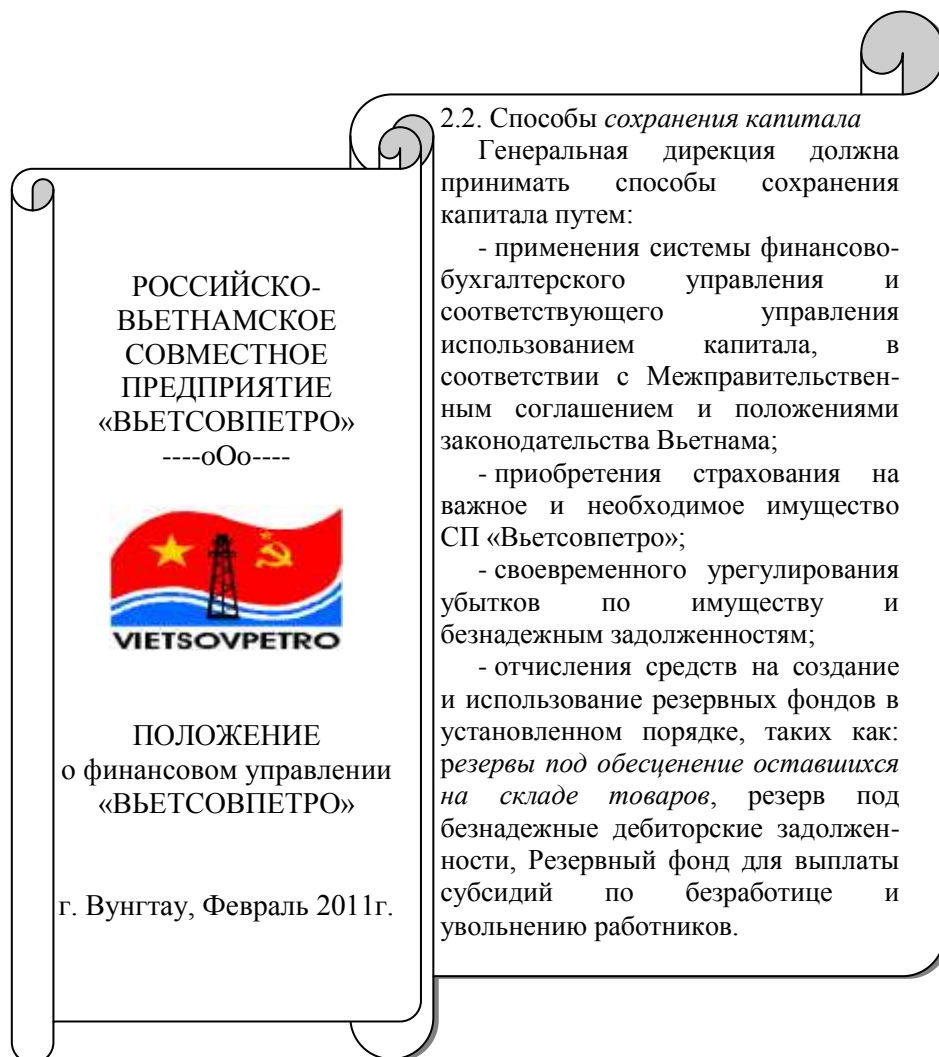 РОССИЙСКО-
ВЬЕТНАМСКОЕ
СОВМЕСТНОЕ
ПРЕДПРИЯТИЕ
«ВЬЕТСОВПЕТРО»
----оОо----
VIETSOVPETRO
ПОЛОЖЕНИЕ
о финансовом управлении
«ВЬЕТСОВПЕТРО»
г. Вунгтау, Февраль 2011г.
2.2. Способы сохранения капитала
Генеральная дирекция должна
принимать способы сохранения
капитала путем:
- применения системы финансово-
бухгалтерского управления и
соответствующего управления
использованием капитала, в
соответствии с Межправительствен-
ным соглашением и положениями
законодательства Вьетнама;
- приобретения страхования на
важное и необходимое имущество
СП «Вьетсовпетро»;
- своевременного урегулирования
убытков по имуществу и
безнадежным задолженностям;
- отчисления средств на создание
и использование резервных фондов в
установленном порядке, таких как:
резервы под обесценение оставшихся
на складе товаров, резерв под
безнадежные дебиторские задолжен-
ности, Резервный фонд для выплаты
субсидий по безработице и
увольнению работников.